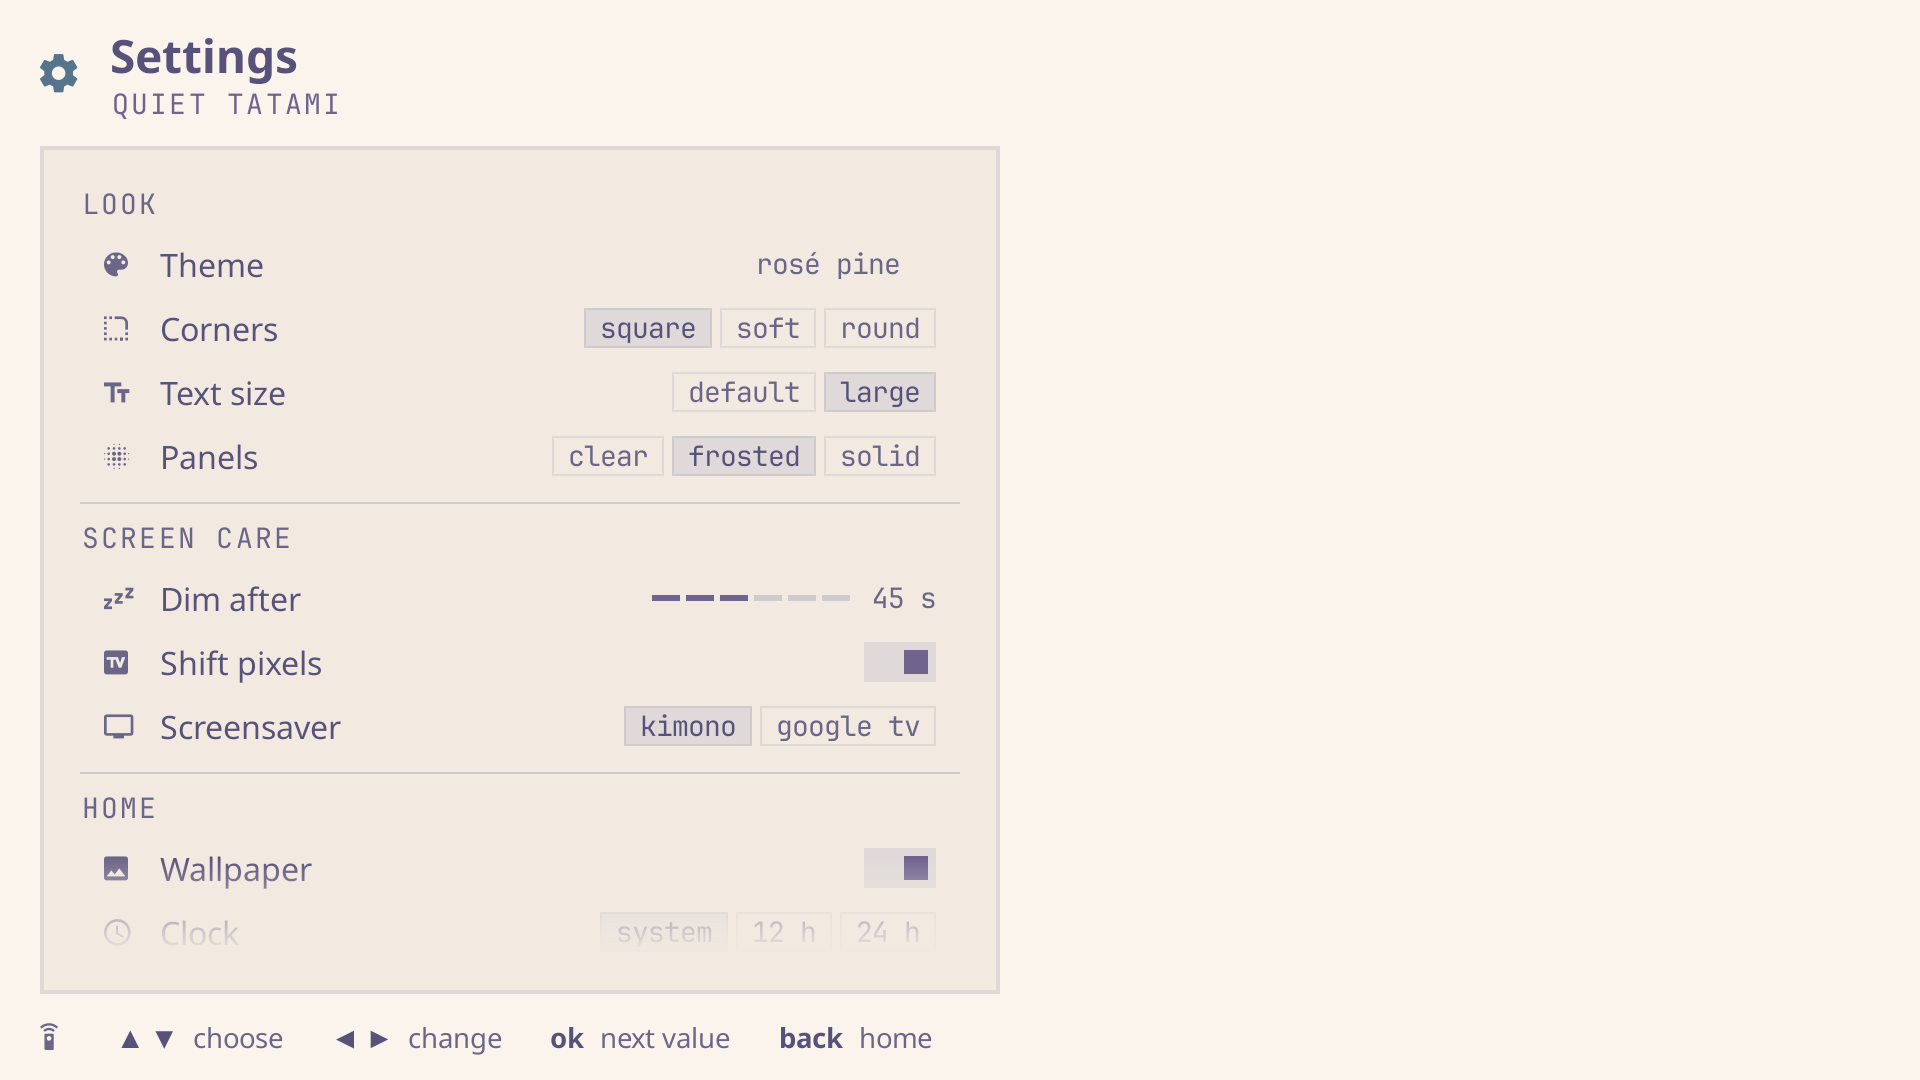 Settings
QUIET TATAMI
LOOK
Theme rosé pine
Corners square soft round
Text size default large
Panels clear frosted solid
SCREEN CARE
Dim after 45 s
Shift pixels
Screensaver kimono google tv
HOME
Wallpaper
Clock system 12 h 24 h
▲ ▼ choose ◀ ▶ change ok next value back home